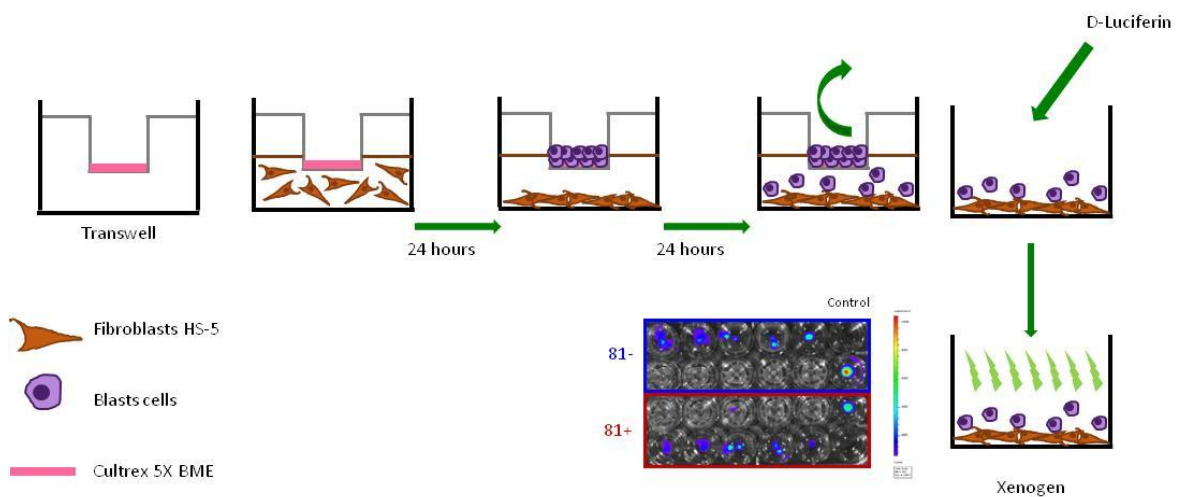 D-Luciferin
Transwell
24 hours
24 hours
Fibroblasts HS-5
Blasts cells
Cultrex 5X BME
Control
81-
81+
Xenogen